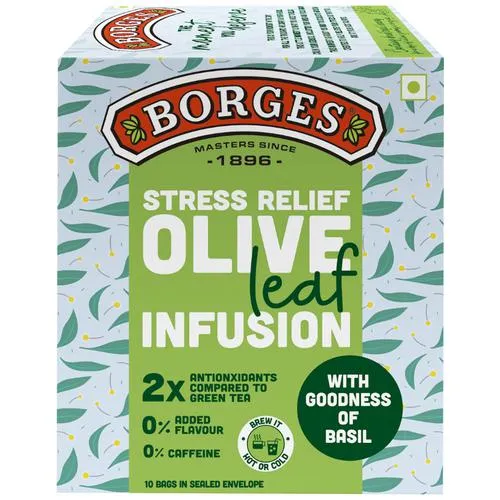 BORGES
MASTERS SINCE
- 1896 -
STRESS RELIEF
OLIVE
leaf
INFUSION
2x ANTIOXIDANTS
COMPARED TO
GREEN TEA
0% ADDED
FLAVOUR
0% CAFFEINE
BREW IT
HOT OR COLD
WITH
GOODNESS
OF
BASIL
10 BAGS IN SEALED ENVELOPE